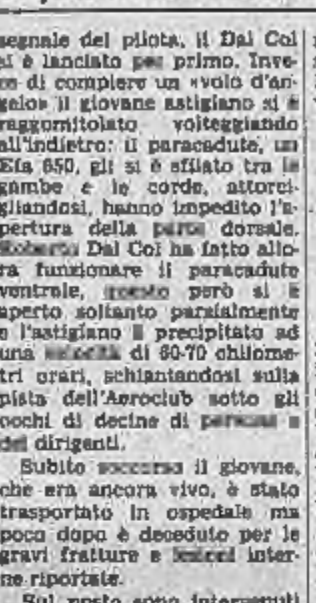 segnale del pilota, il Dal Col
si è lanciato per primo. Inve-
ce di compiere un «volo d'an-
gelo» il giovane astigiano si è
raggomitolato volteggiando
all'indietro: il paracadute, un
Efa 650, gli si è sfilato tra le
gambe e le corde, attorci-
gliandosi, hanno impedito l'a-
pertura della dorsale.
Dal Col ha fatto allo-
ra funzionare il paracadute
ventrale, però si è
aperto soltanto parzialmente
e l'astigiano è precipitato ad
una di 60-70 chilome-
tri orari, schiantandosi sulla
pista dell'Aeroclub sotto gli
occhi di decine di
dirigenti.
Subito il giovane,
che era ancora vivo, è stato
trasportato in ospedale ma
poco dopo è deceduto per le
gravi fratture e inter-
ne riportate.
Sul posto sono intervenuti